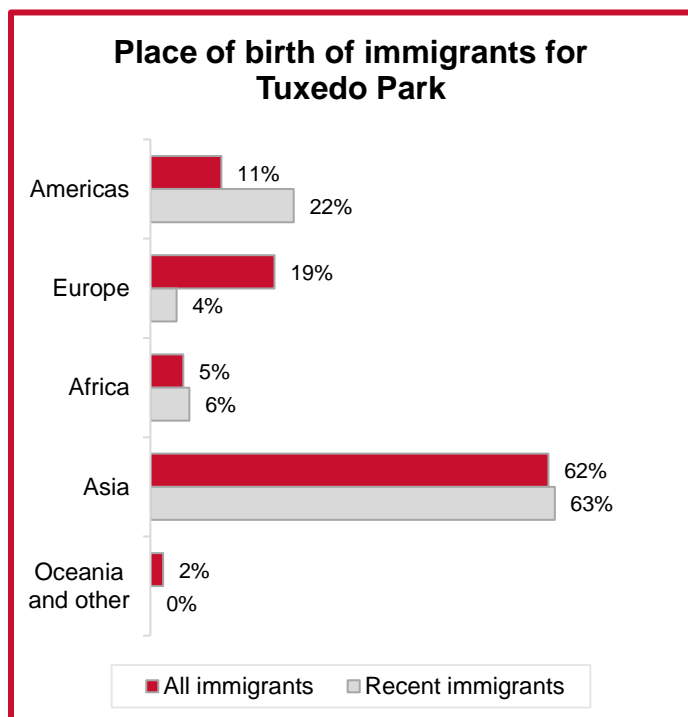 Place of birth of immigrants for
Tuxedo Park
Americas
11%
22%
Europe
19%
4%
Africa
5%
6%
Asia
62%
63%
Oceania
and other
2%
0%
All immigrants
Recent immigrants